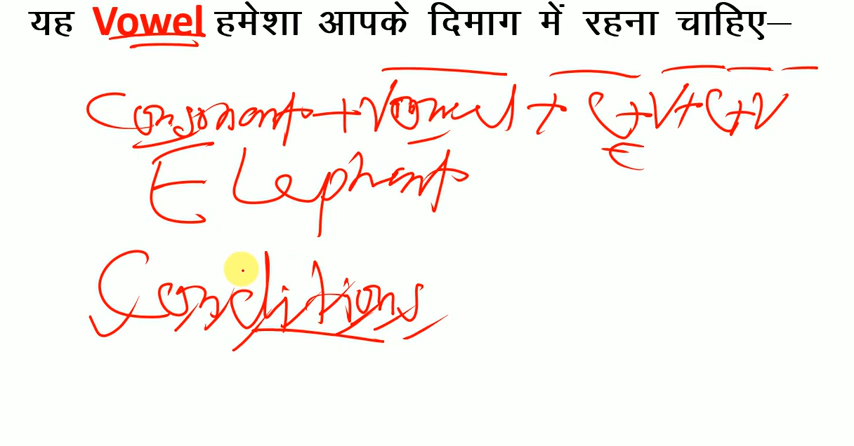 यह Vowel हमेशा आपके दिमाग में रहना चाहिए–
Consonant + Vowel + C+V+C+V
E
Elephant
Conditions